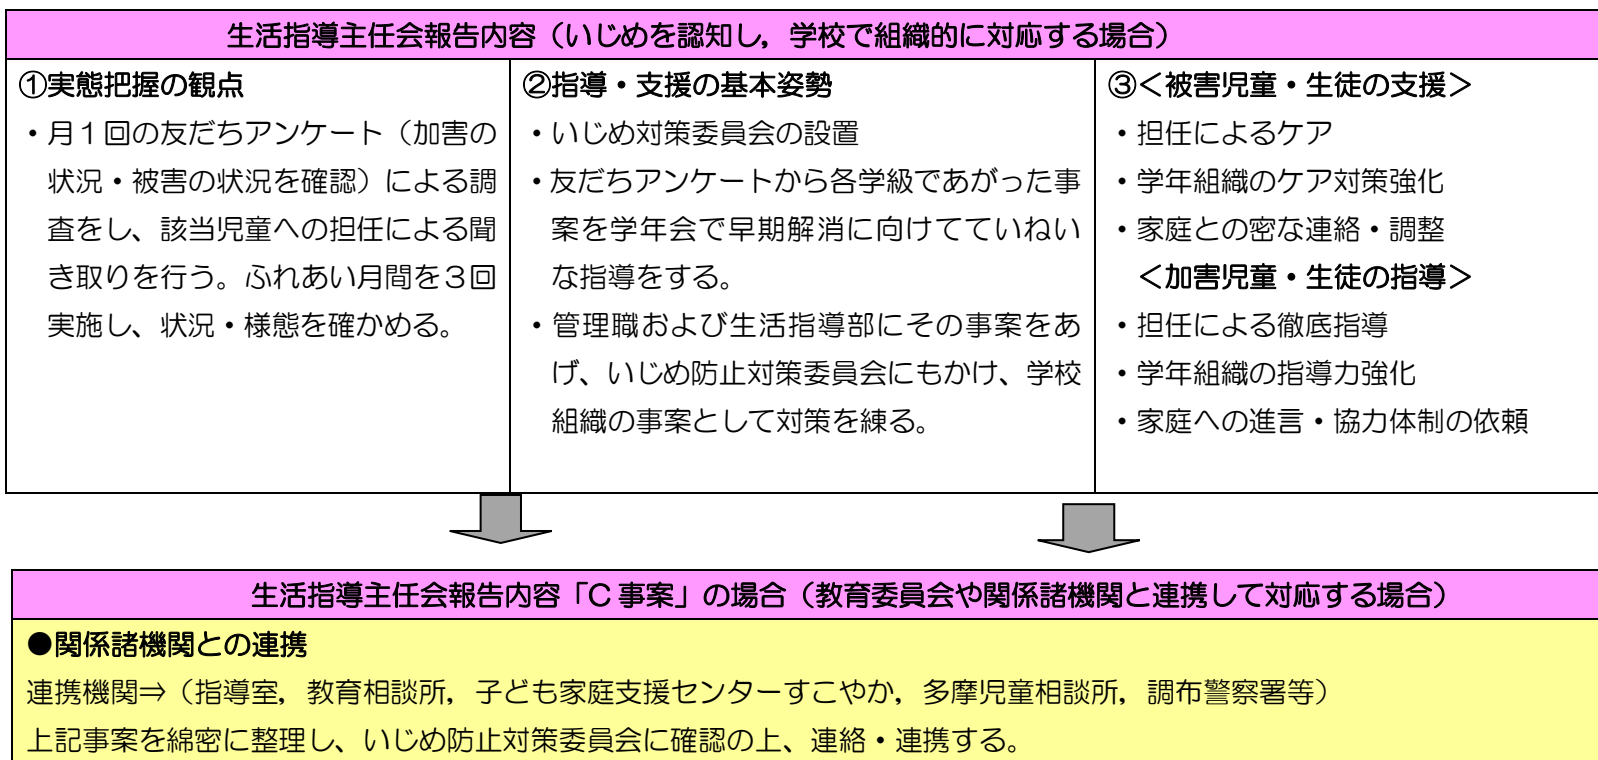 生活指導主任会報告内容（いじめを認知し，学校で組織的に対応する場合）
①実態把握の観点
・月１回の友だちアンケート（加害の
状況・被害の状況を確認）による調
査をし、該当児童への担任による聞
き取りを行う。ふれあい月間を３回
実施し、状況・様態を確かめる。
②指導・支援の基本姿勢
・いじめ対策委員会の設置
・友だちアンケートから各学級であがった事
案を学年会で早期解消に向けてていねい
な指導をする。
・管理職および生活指導部にその事案をあ
げ、いじめ防止対策委員会にもかけ、学校
組織の事案として対策を練る。
③＜被害児童・生徒の支援＞
・担任によるケア
・学年組織のケア対策強化
・家庭との密な連絡・調整
＜加害児童・生徒の指導＞
・担任による徹底指導
・学年組織の指導力強化
・家庭への進言・協力体制の依頼
生活指導主任会報告内容「C 事案」の場合（教育委員会や関係諸機関と連携して対応する場合）
●関係諸機関との連携
連携機関⇒（指導室，教育相談所，子ども家庭支援センターすこやか，多摩児童相談所，調布警察署等）
上記事案を綿密に整理し、いじめ防止対策委員会に確認の上、連絡・連携する。